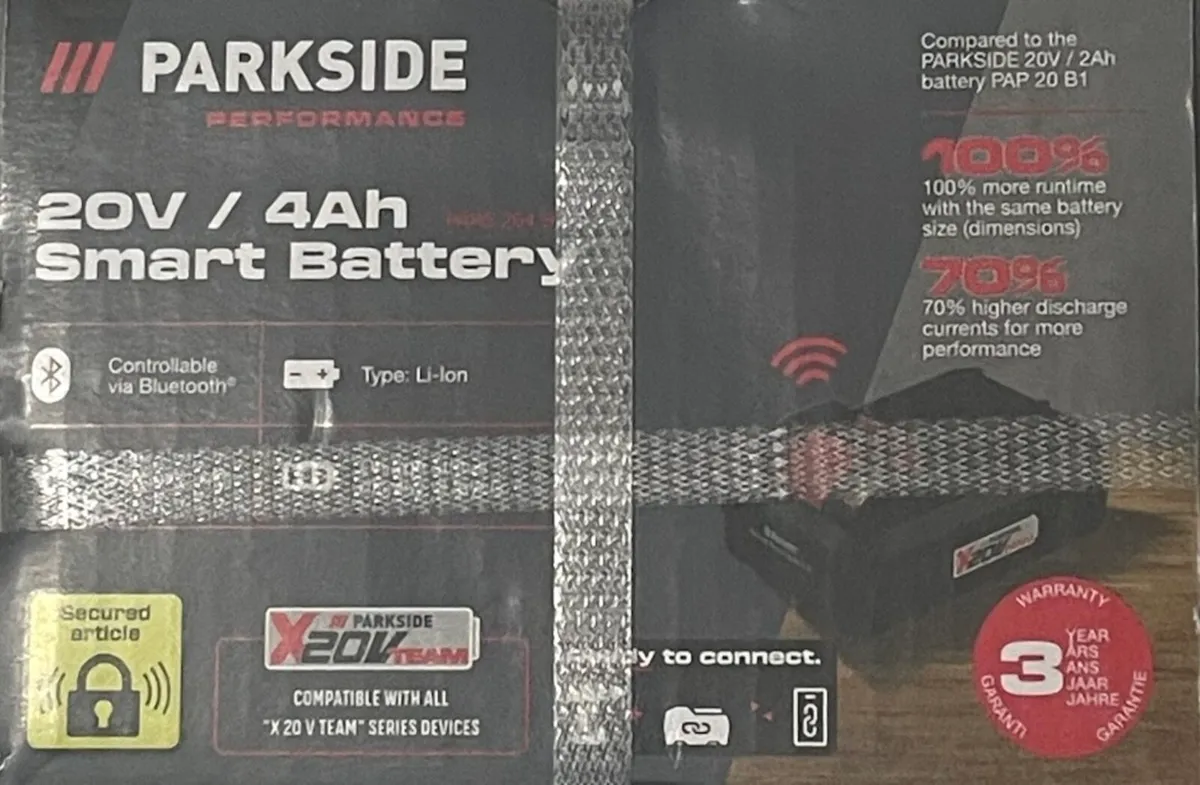 PARKSIDE
PERFORMANCE
20V / 4Ah
Smart Battery
Controllable
via Bluetooth®
Type: Li-Ion
Secured
article
PARKSIDE
X20V TEAM
COMPATIBLE WITH ALL
"X 20 V TEAM" SERIES DEVICES
Compared to the
PARKSIDE 20V / 2Ah
battery PAP 20 B1
100%
100% more runtime
with the same battery
size (dimensions)
70%
70% higher discharge
currents for more
performance
X20V
y to connect.
WARRANTY
3
YEAR
ARS
ANS
JAAR
JAHRE
GARANTI
GARANTIE